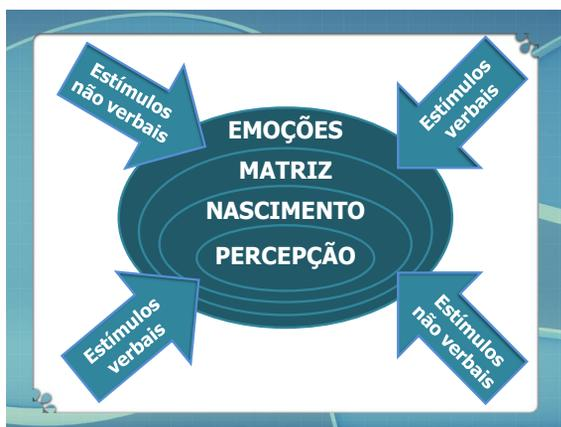 Estímulos
não verbais
Estímulos
verbais
EMOÇÕES
MATRIZ
NASCIMENTO
PERCEPÇÃO
Estímulos
verbais
Estímulos
não verbais